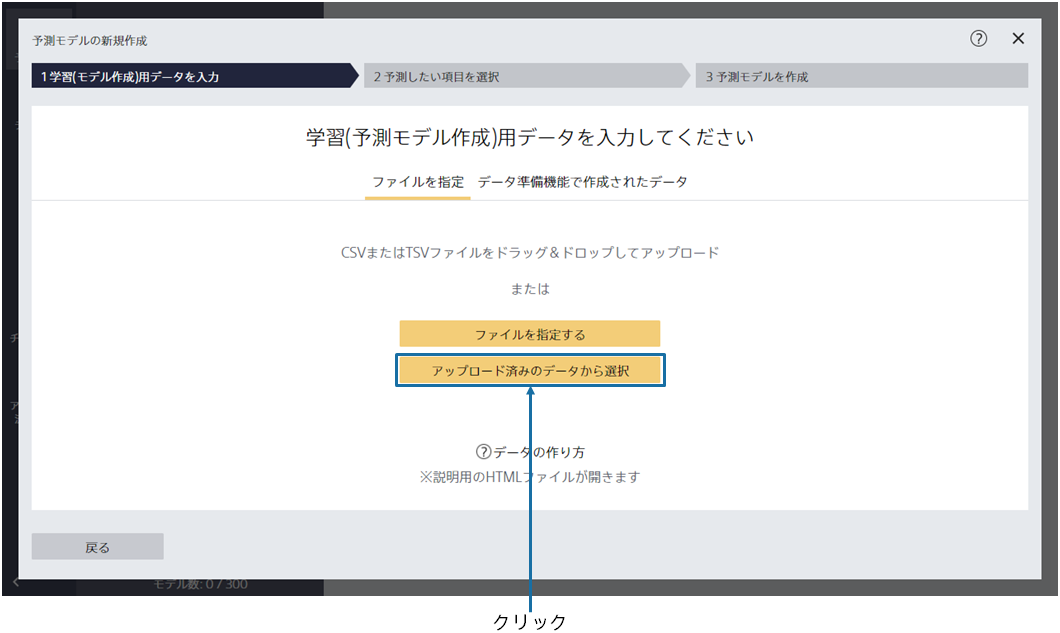 予測モデルの新規作成
1 学習(モデル作成)用データを入力
2 予測したい項目を選択
3 予測モデルを作成
学習(予測モデル作成)用データを入力してください
ファイルを指定 データ準備機能で作成されたデータ
CSVまたはTSVファイルをドラッグ＆ドロップしてアップロード
または
ファイルを指定する
アップロード済みのデータから選択
?データの作り方
※説明用のHTMLファイルが開きます
戻る
モデル数: 0 / 300
クリック